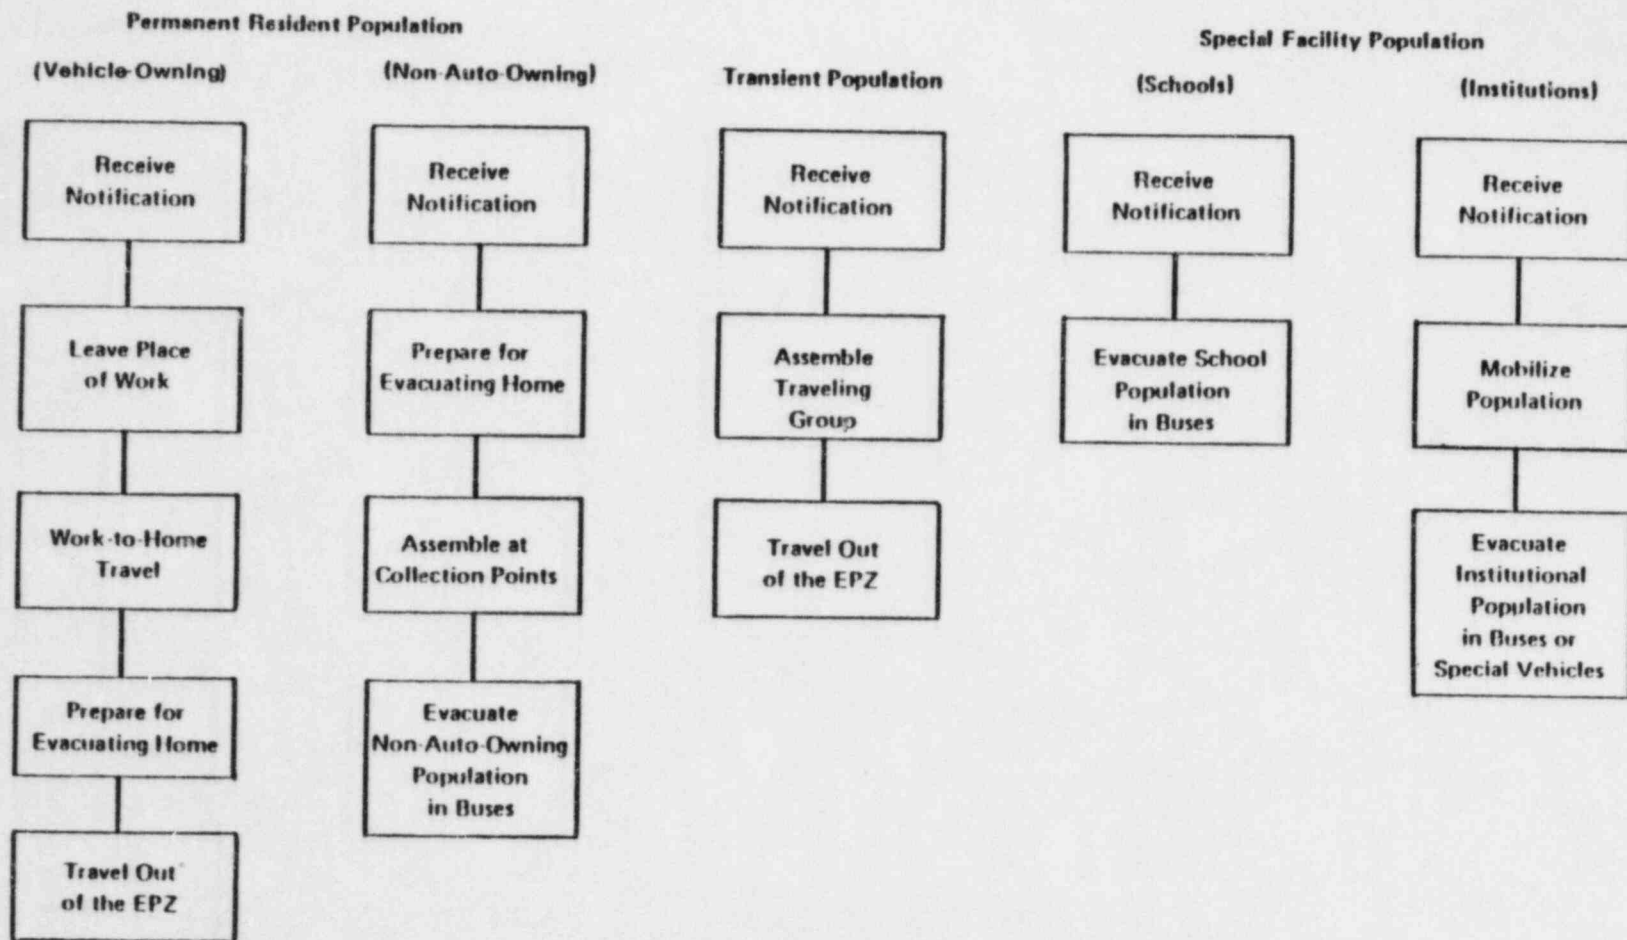 Permanent Resident Population
(Vehicle-Owning)
Receive
Notification
Leave Place
of Work
Work-to-Home
Travel
Prepare for
Evacuating Home
Travel Out
of the EPZ
(Non-Auto-Owning)
Receive
Notification
Prepare for
Evacuating Home
Assemble at
Collection Points
Evacuate
Non-Auto-Owning
Population
in Buses
Transient Population
Receive
Notification
Assemble
Traveling
Group
Travel Out
of the EPZ
Special Facility Population
(Schools)
Receive
Notification
Evacuate School
Population
in Buses
(Institutions)
Receive
Notification
Mobilize
Population
Evacuate
Institutional
Population
in Buses or
Special Vehicles